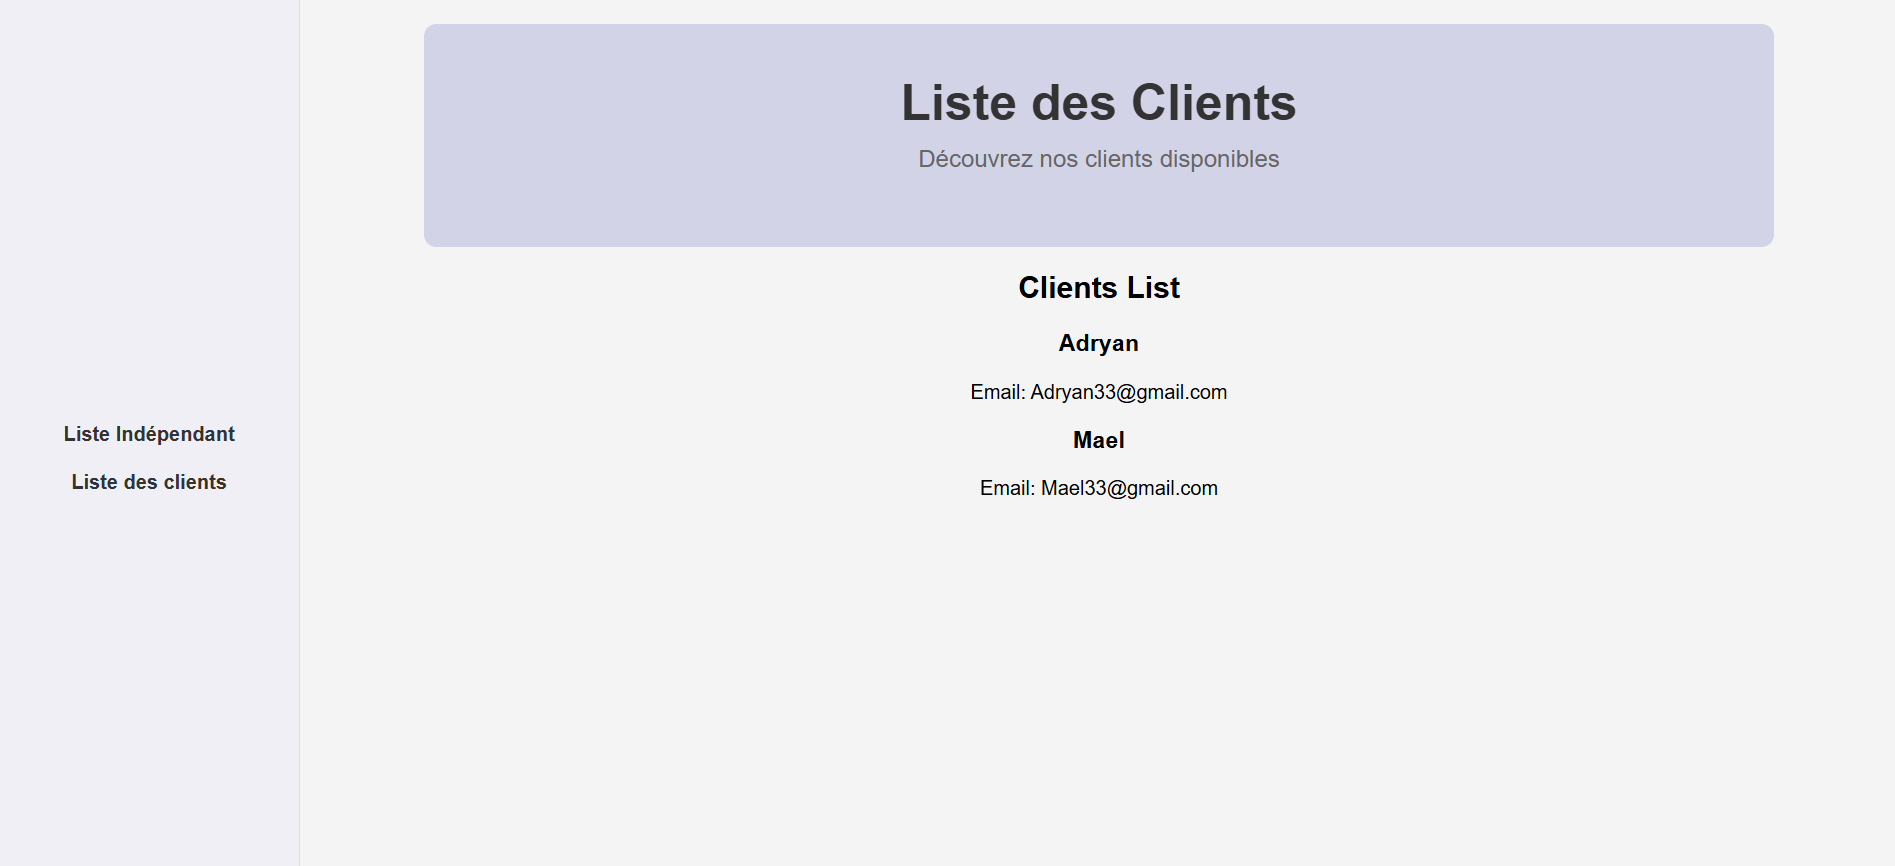 Liste Indépendant
Liste des clients
Liste des Clients
Découvrez nos clients disponibles
Clients List
Adryan
Email: Adryan33@gmail.com
Mael
Email: Mael33@gmail.com